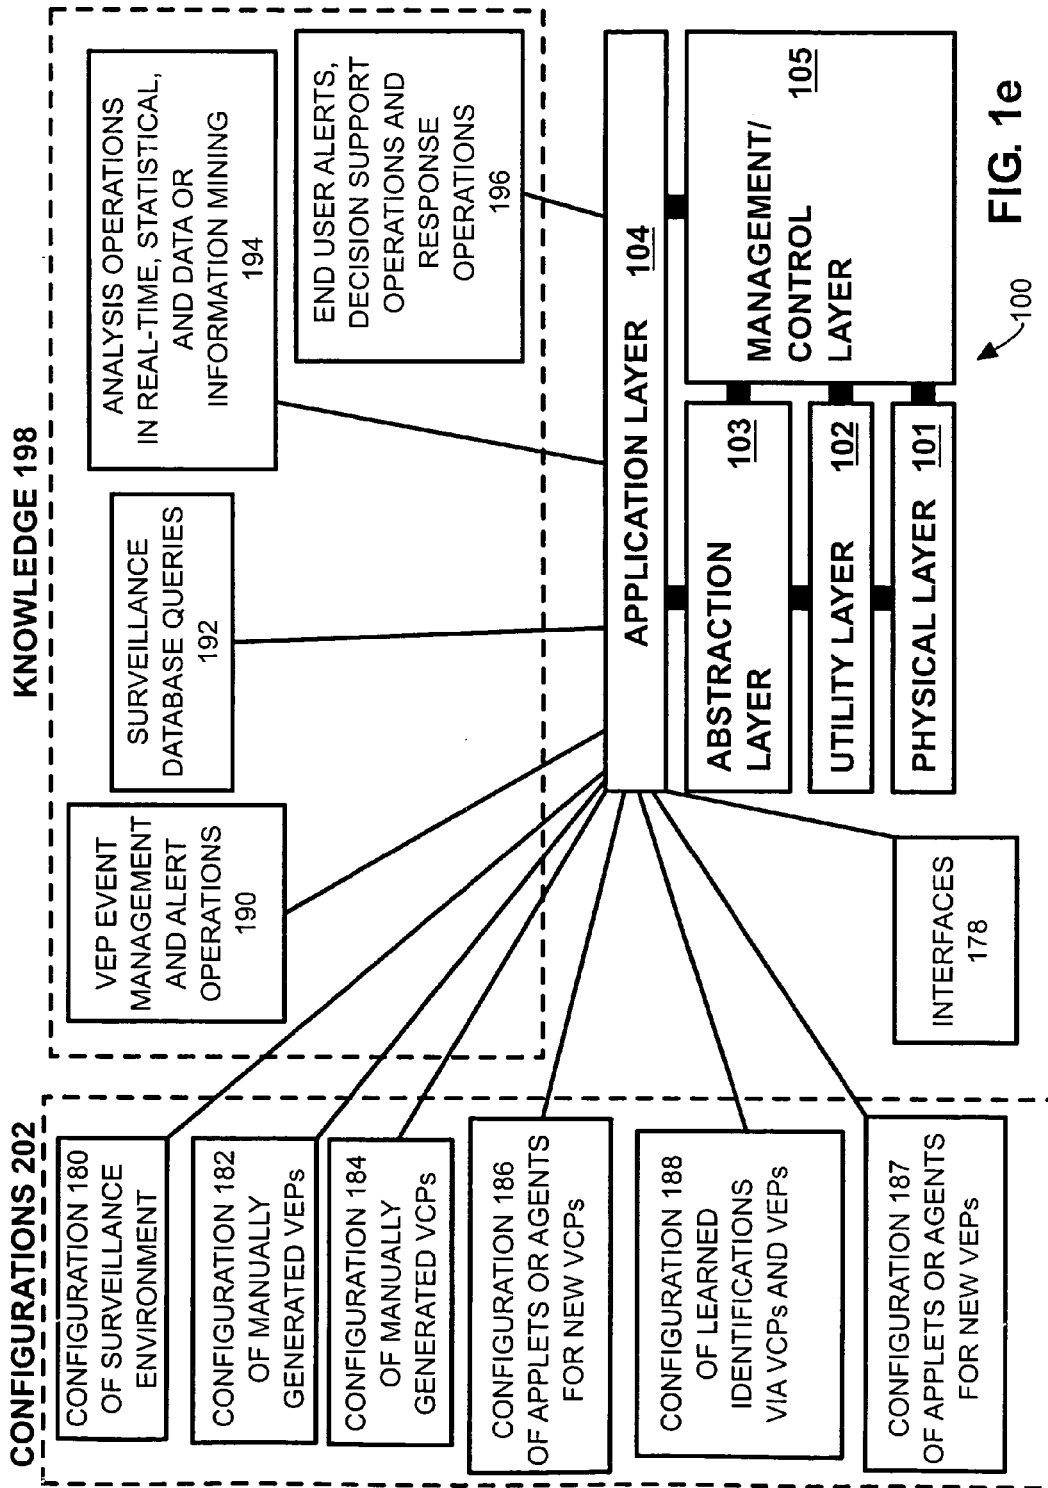 KNOWLEDGE 198
ANALYSIS OPERATIONS
IN REAL-TIME, STATISTICAL,
AND DATA OR
INFORMATION MINING
194
END USER ALERTS,
DECISION SUPPORT
OPERATIONS AND
RESPONSE
OPERATIONS
196
SURVEILLANCE
DATABASE QUERIES
192
VEP EVENT
MANAGEMENT
AND ALERT
OPERATIONS
190
CONFIGURATIONS 202
CONFIGURATION 180
OF SURVEILLANCE
ENVIRONMENT
CONFIGURATION 182
OF MANUALLY
GENERATED VEPs
CONFIGURATION 184
OF MANUALLY
GENERATED VCPs
CONFIGURATION 186
OF APPLETS OR AGENTS
FOR NEW VCPs
CONFIGURATION 188
OF LEARNED
IDENTIFICATIONS
VIA VCPs AND VEPs
CONFIGURATION 187
OF APPLETS OR AGENTS
FOR NEW VEPs
INTERFACES
178
APPLICATION LAYER 104
ABSTRACTION
LAYER 103
UTILITY LAYER 102
PHYSICAL LAYER 101
MANAGEMENT/
CONTROL
LAYER
105
100
FIG. 1e